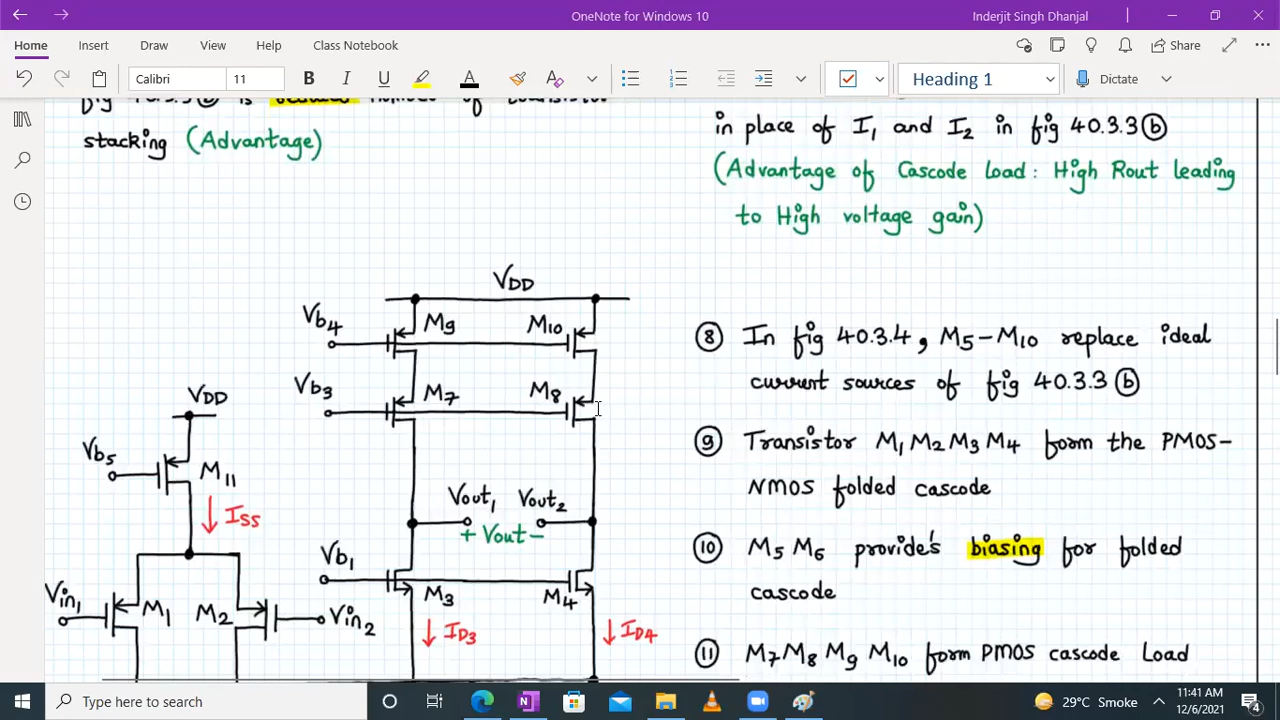 OneNote for Windows 10
Inderjit Singh Dhanjal
Home Insert Draw View Help Class Notebook
Share
Calibri 11 B I U A Heading 1 Dictate
is
stacking (Advantage)
in place of I1 and I2 in fig 40.3.3 (b)
(Advantage of Cascode Load: High Rout leading
to High voltage gain)
VDD
Vb4 M9 M10
Vb3 M7 M8
VDD
Vb5 M11
ISS
Vout1 Vout2
+ Vout -
Vb1 M3 M4
Vin1 M1 M2 Vin2
ID3 ID4
(8) In fig 40.3.4, M5-M10 replace ideal
current sources of fig 40.3.3 (b)
(9) Transistor M1 M2 M3 M4 form the PMOS-
NMOS folded cascode
(10) M5 M6 provide's biasing for folded
cascode
(11) M7 M8 M9 M10 form PMOS cascode Load
Type here to search
29°C Smoke
11:41 AM
12/6/2021
4